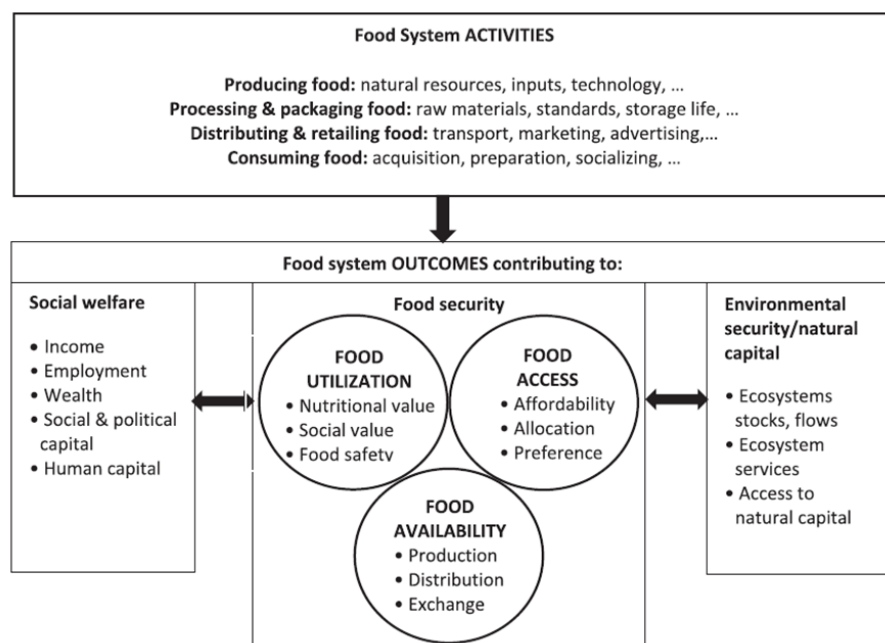 Food System ACTIVITIES
Producing food: natural resources, inputs, technology, ...
Processing & packaging food: raw materials, standards, storage life, ...
Distributing & retailing food: transport, marketing, advertising,...
Consuming food: acquisition, preparation, socializing, ...
Food system OUTCOMES contributing to:
Social welfare
• Income
• Employment
• Wealth
• Social & political
capital
• Human capital
Food security
FOOD
UTILIZATION
• Nutritional value
• Social value
• Food safety
FOOD
ACCESS
• Affordability
• Allocation
• Preference
FOOD
AVAILABILITY
• Production
• Distribution
• Exchange
Environmental
security/natural
capital
• Ecosystems
stocks, flows
• Ecosystem
services
• Access to
natural capital